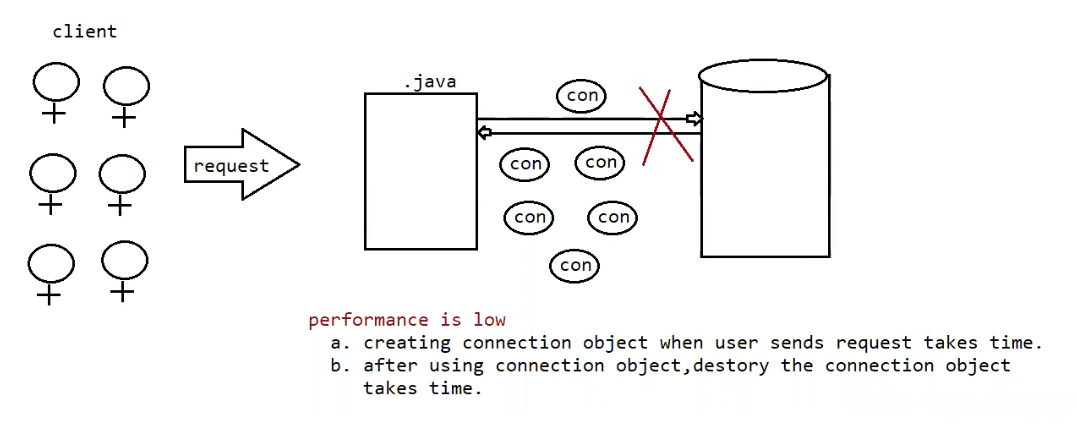 client
.java
con
request
con
con
con
con
con
performance is low
a. creating connection object when user sends request takes time.
b. after using connection object,destory the connection object
takes time.